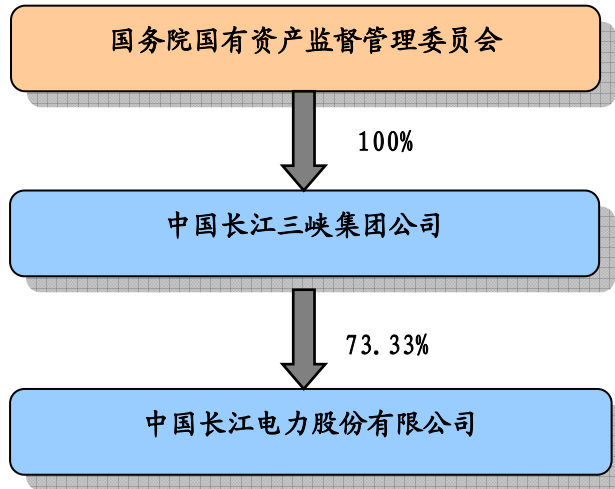 国务院国有资产监督管理委员会
100%
中国长江三峡集团公司
73.33%
中国长江电力股份有限公司